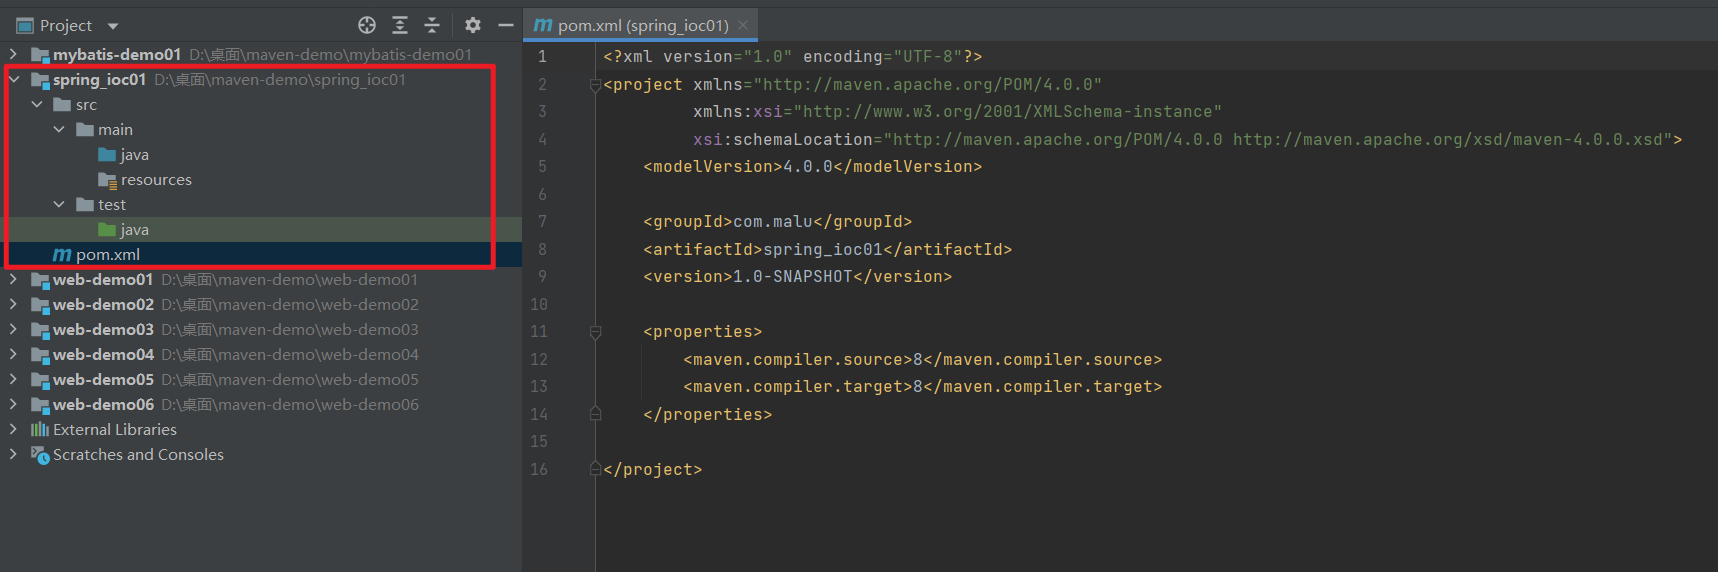 Project
mybatis-demo01 D:\桌面\maven-demo\mybatis-demo01
spring_ioc01 D:\桌面\maven-demo\spring_ioc01
src
main
java
resources
test
java
pom.xml
web-demo01 D:\桌面\maven-demo\web-demo01
web-demo02 D:\桌面\maven-demo\web-demo02
web-demo03 D:\桌面\maven-demo\web-demo03
web-demo04 D:\桌面\maven-demo\web-demo04
web-demo05 D:\桌面\maven-demo\web-demo05
web-demo06 D:\桌面\maven-demo\web-demo06
External Libraries
Scratches and Consoles
pom.xml (spring_ioc01)
1 <?xml version="1.0" encoding="UTF-8"?>
2 <project xmlns="http://maven.apache.org/POM/4.0.0"
3 xmlns:xsi="http://www.w3.org/2001/XMLSchema-instance"
4 xsi:schemaLocation="http://maven.apache.org/POM/4.0.0 http://maven.apache.org/xsd/maven-4.0.0.xsd">
5 <modelVersion>4.0.0</modelVersion>
6
7 <groupId>com.malu</groupId>
8 <artifactId>spring_ioc01</artifactId>
9 <version>1.0-SNAPSHOT</version>
10
11 <properties>
12 <maven.compiler.source>8</maven.compiler.source>
13 <maven.compiler.target>8</maven.compiler.target>
14 </properties>
15
16 </project>